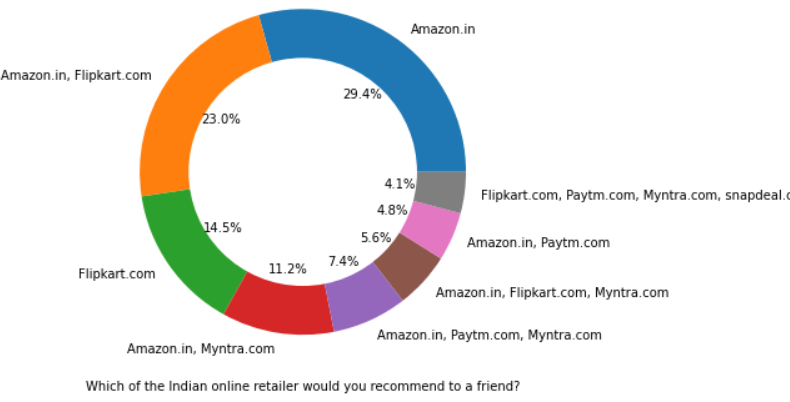 Amazon.in
29.4%
Amazon.in, Flipkart.com
23.0%
4.1%
Flipkart.com, Paytm.com, Myntra.com, snapdeal.c
4.8%
14.5%
5.6%
Amazon.in, Paytm.com
7.4%
11.2%
Flipkart.com
Amazon.in, Flipkart.com, Myntra.com
Amazon.in, Paytm.com, Myntra.com
Amazon.in, Myntra.com
Which of the Indian online retailer would you recommend to a friend?